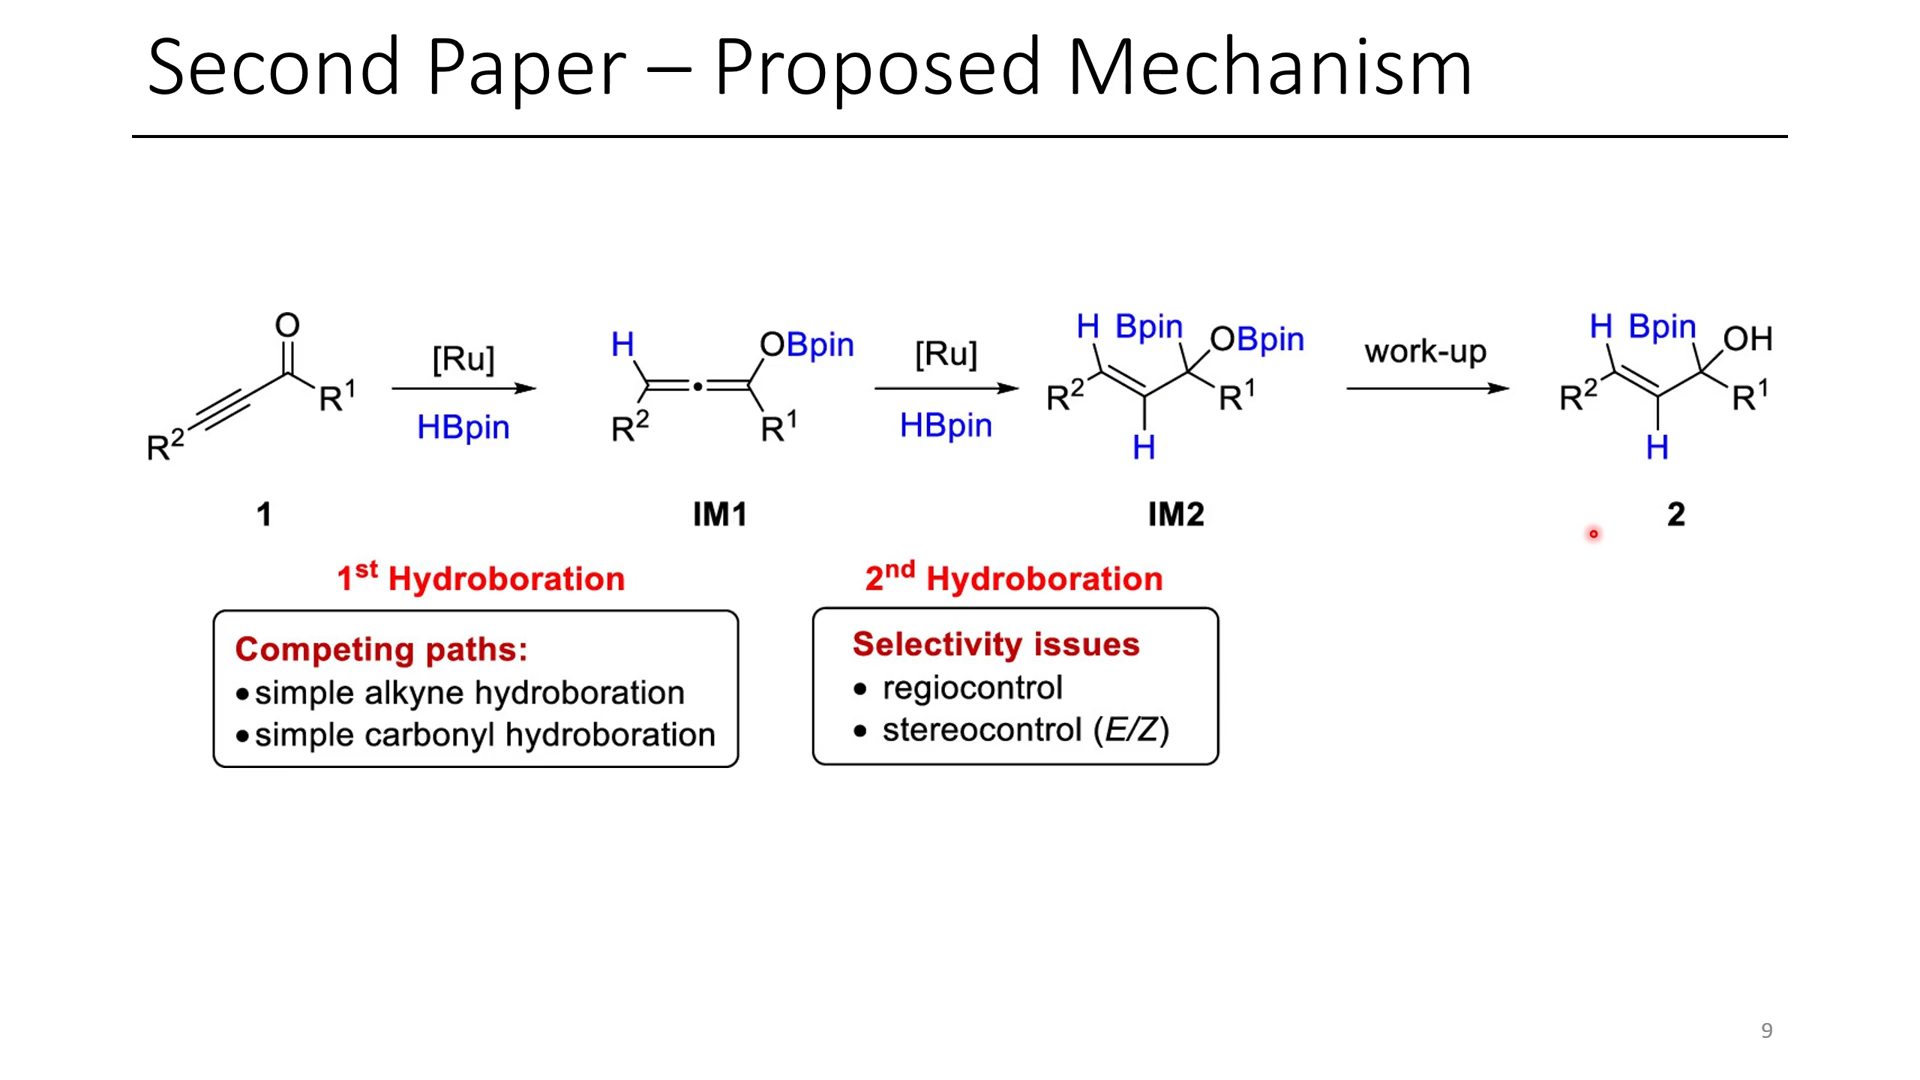 Second Paper – Proposed Mechanism
O
R¹
R²
[Ru]
HBpin
H
OBpin
R²
R¹
[Ru]
HBpin
H Bpin
OBpin
R²
R¹
H
work-up
H Bpin
OH
R²
R¹
H
1
IM1
IM2
2
1st Hydroboration
Competing paths:
• simple alkyne hydroboration
• simple carbonyl hydroboration
2nd Hydroboration
Selectivity issues
• regiocontrol
• stereocontrol (E/Z)
9